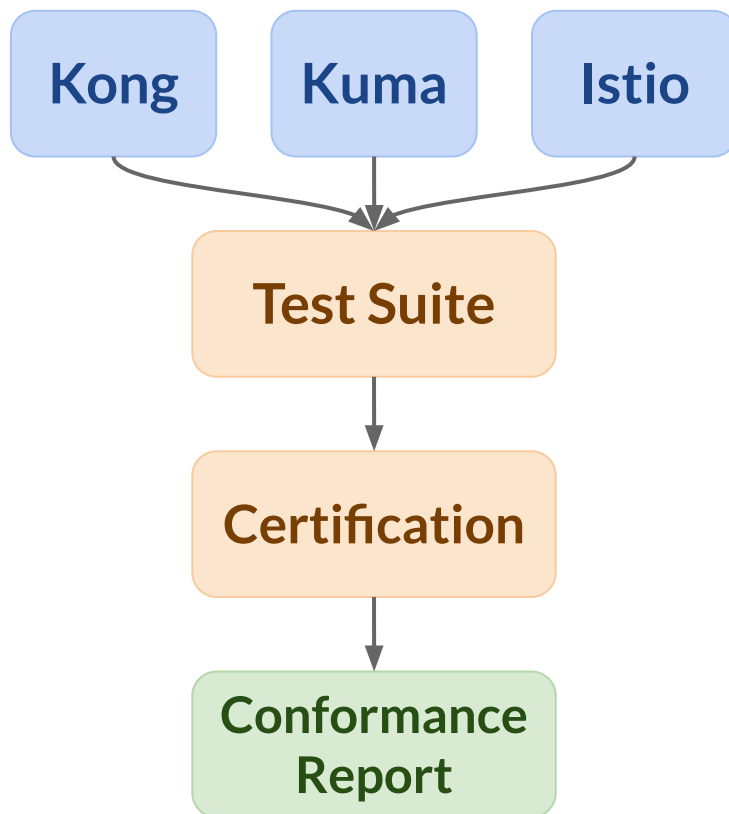 Kong
Kuma
Istio
Test Suite
Certification
Conformance
Report